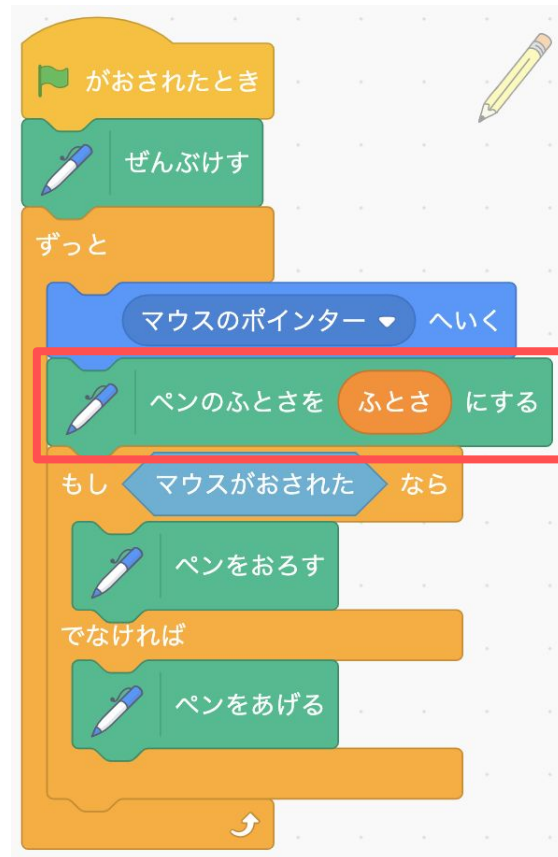 がおされたとき
ぜんぶけす
ずっと
マウスのポインター へいく
ペンのふとさを ふとさ にする
もし マウスがおされた なら
ペンをおろす
でなければ
ペンをあげる